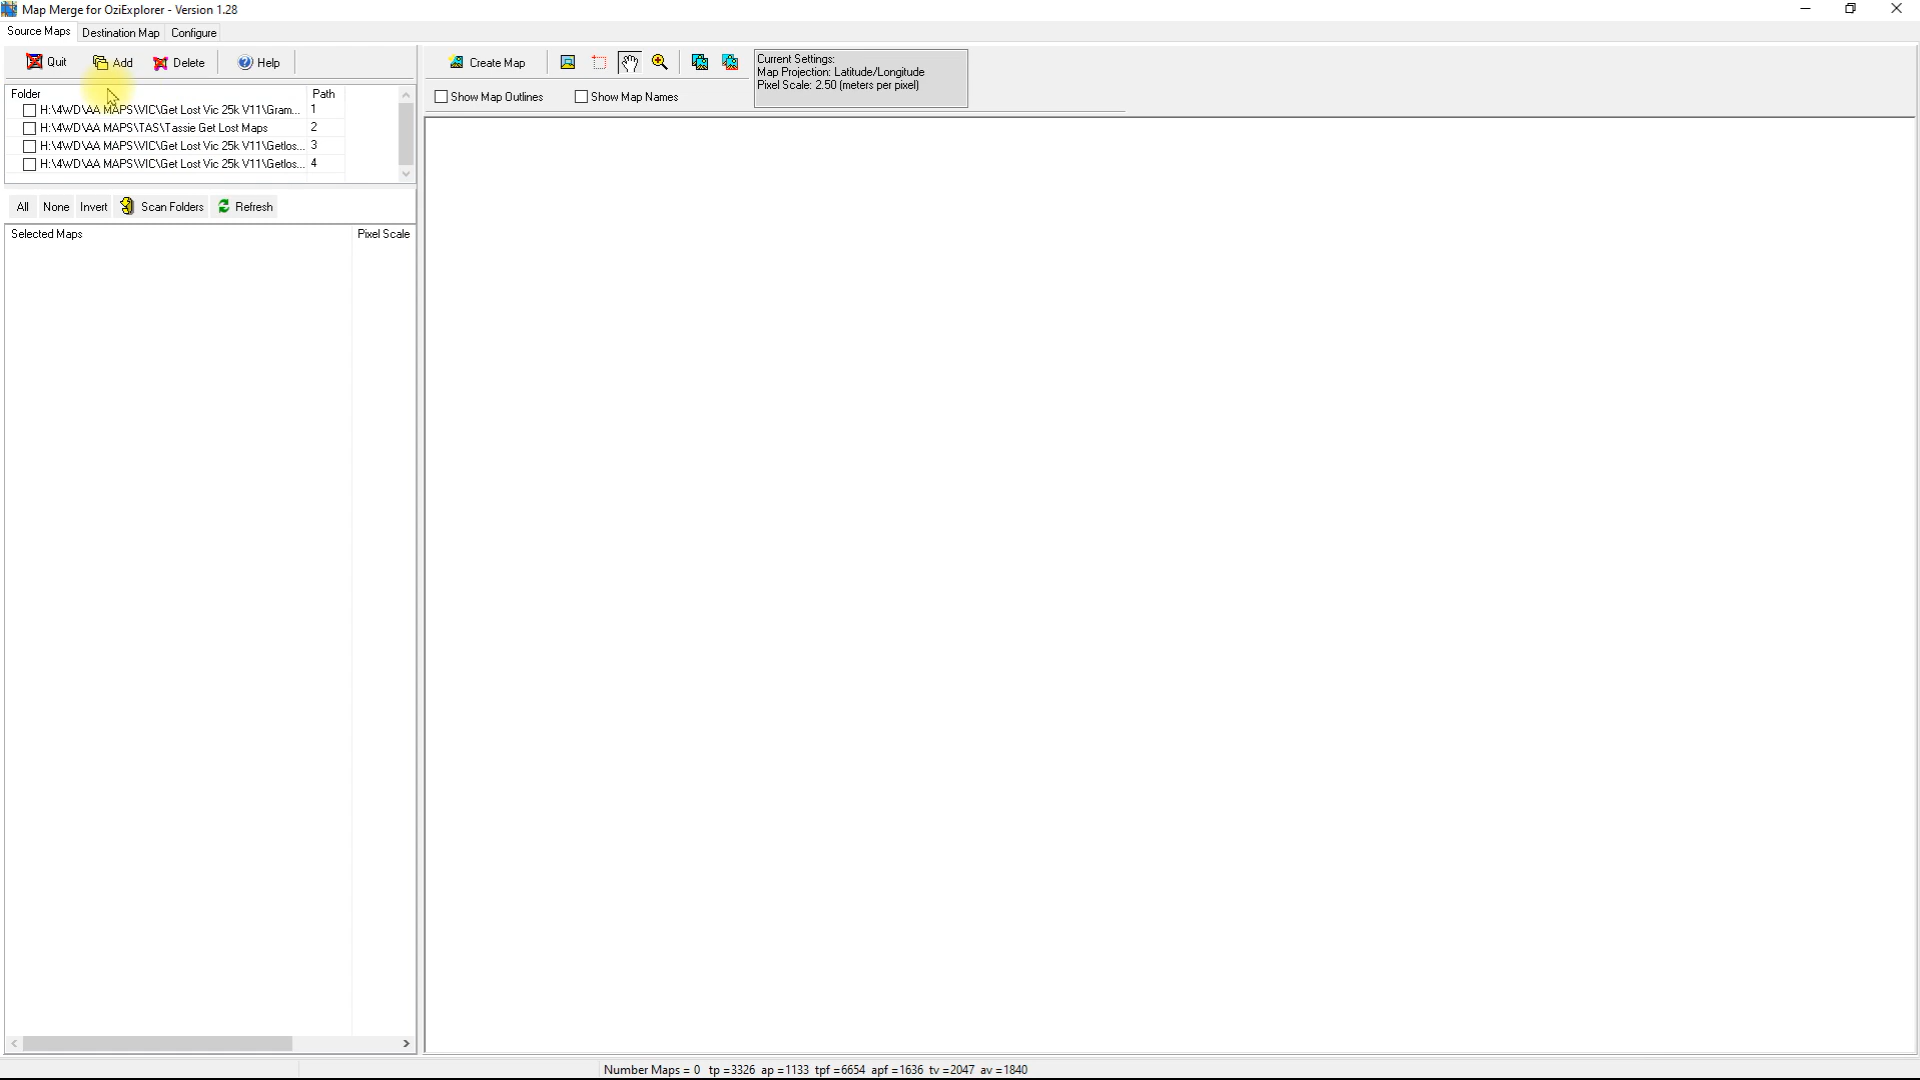 Map Merge for OziExplorer - Version 1.28
Source Maps Destination Map Configure
Quit Add Delete Help
Folder Path
H:\4WD\AA MAPS\VIC\Get Lost Vic 25k V11\Gram... 1
H:\4WD\AA MAPS\TAS\Tassie Get Lost Maps 2
H:\4WD\AA MAPS\VIC\Get Lost Vic 25k V11\Getlos... 3
H:\4WD\AA MAPS\VIC\Get Lost Vic 25k V11\Getlos... 4
All None Invert Scan Folders Refresh
Selected Maps Pixel Scale
Create Map
Show Map Outlines Show Map Names
Current Settings:
Map Projection: Latitude/Longitude
Pixel Scale: 2.50 (meters per pixel)
Number Maps = 0 tp =3326 ap =1133 tpf =6654 apf =1636 tv =2047 av =1840